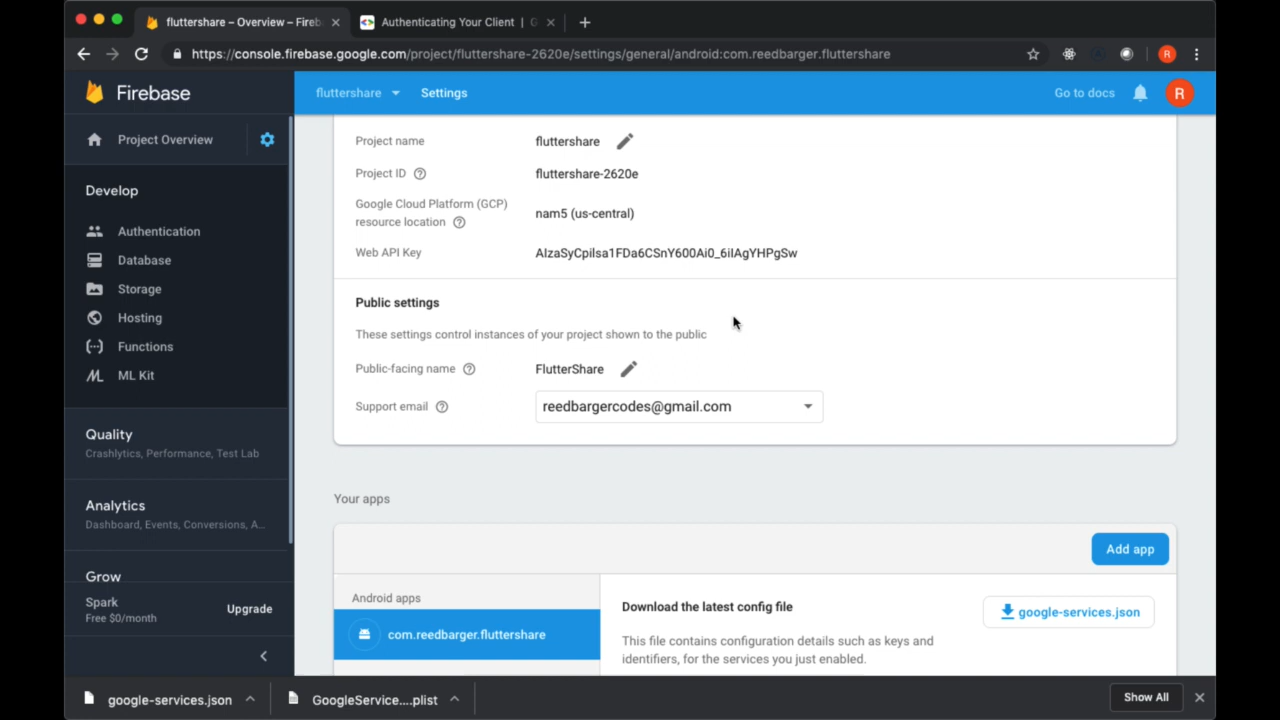 fluttershare – Overview – Fireb
Authenticating Your Client | G
https://console.firebase.google.com/project/fluttershare-2620e/settings/general/android:com.reedbarger.fluttershare
R
Firebase
fluttershare
Settings
Go to docs
R
Project Overview
Develop
Authentication
Database
Storage
Hosting
Functions
ML Kit
Quality
Crashlytics, Performance, Test Lab
Analytics
Dashboard, Events, Conversions, A...
Grow
Spark
Free $0/month
Upgrade
Project name
fluttershare
Project ID
fluttershare-2620e
Google Cloud Platform (GCP)
resource location
nam5 (us-central)
Web API Key
AIzaSyCpilsa1FDa6CSnY600Ai0_6iIAgYHPgSw
Public settings
These settings control instances of your project shown to the public
Public-facing name
FlutterShare
Support email
reedbargercodes@gmail.com
Your apps
Add app
Android apps
com.reedbarger.fluttershare
Download the latest config file
google-services.json
This file contains configuration details such as keys and
identifiers, for the services you just enabled.
google-services.json
GoogleService....plist
Show All